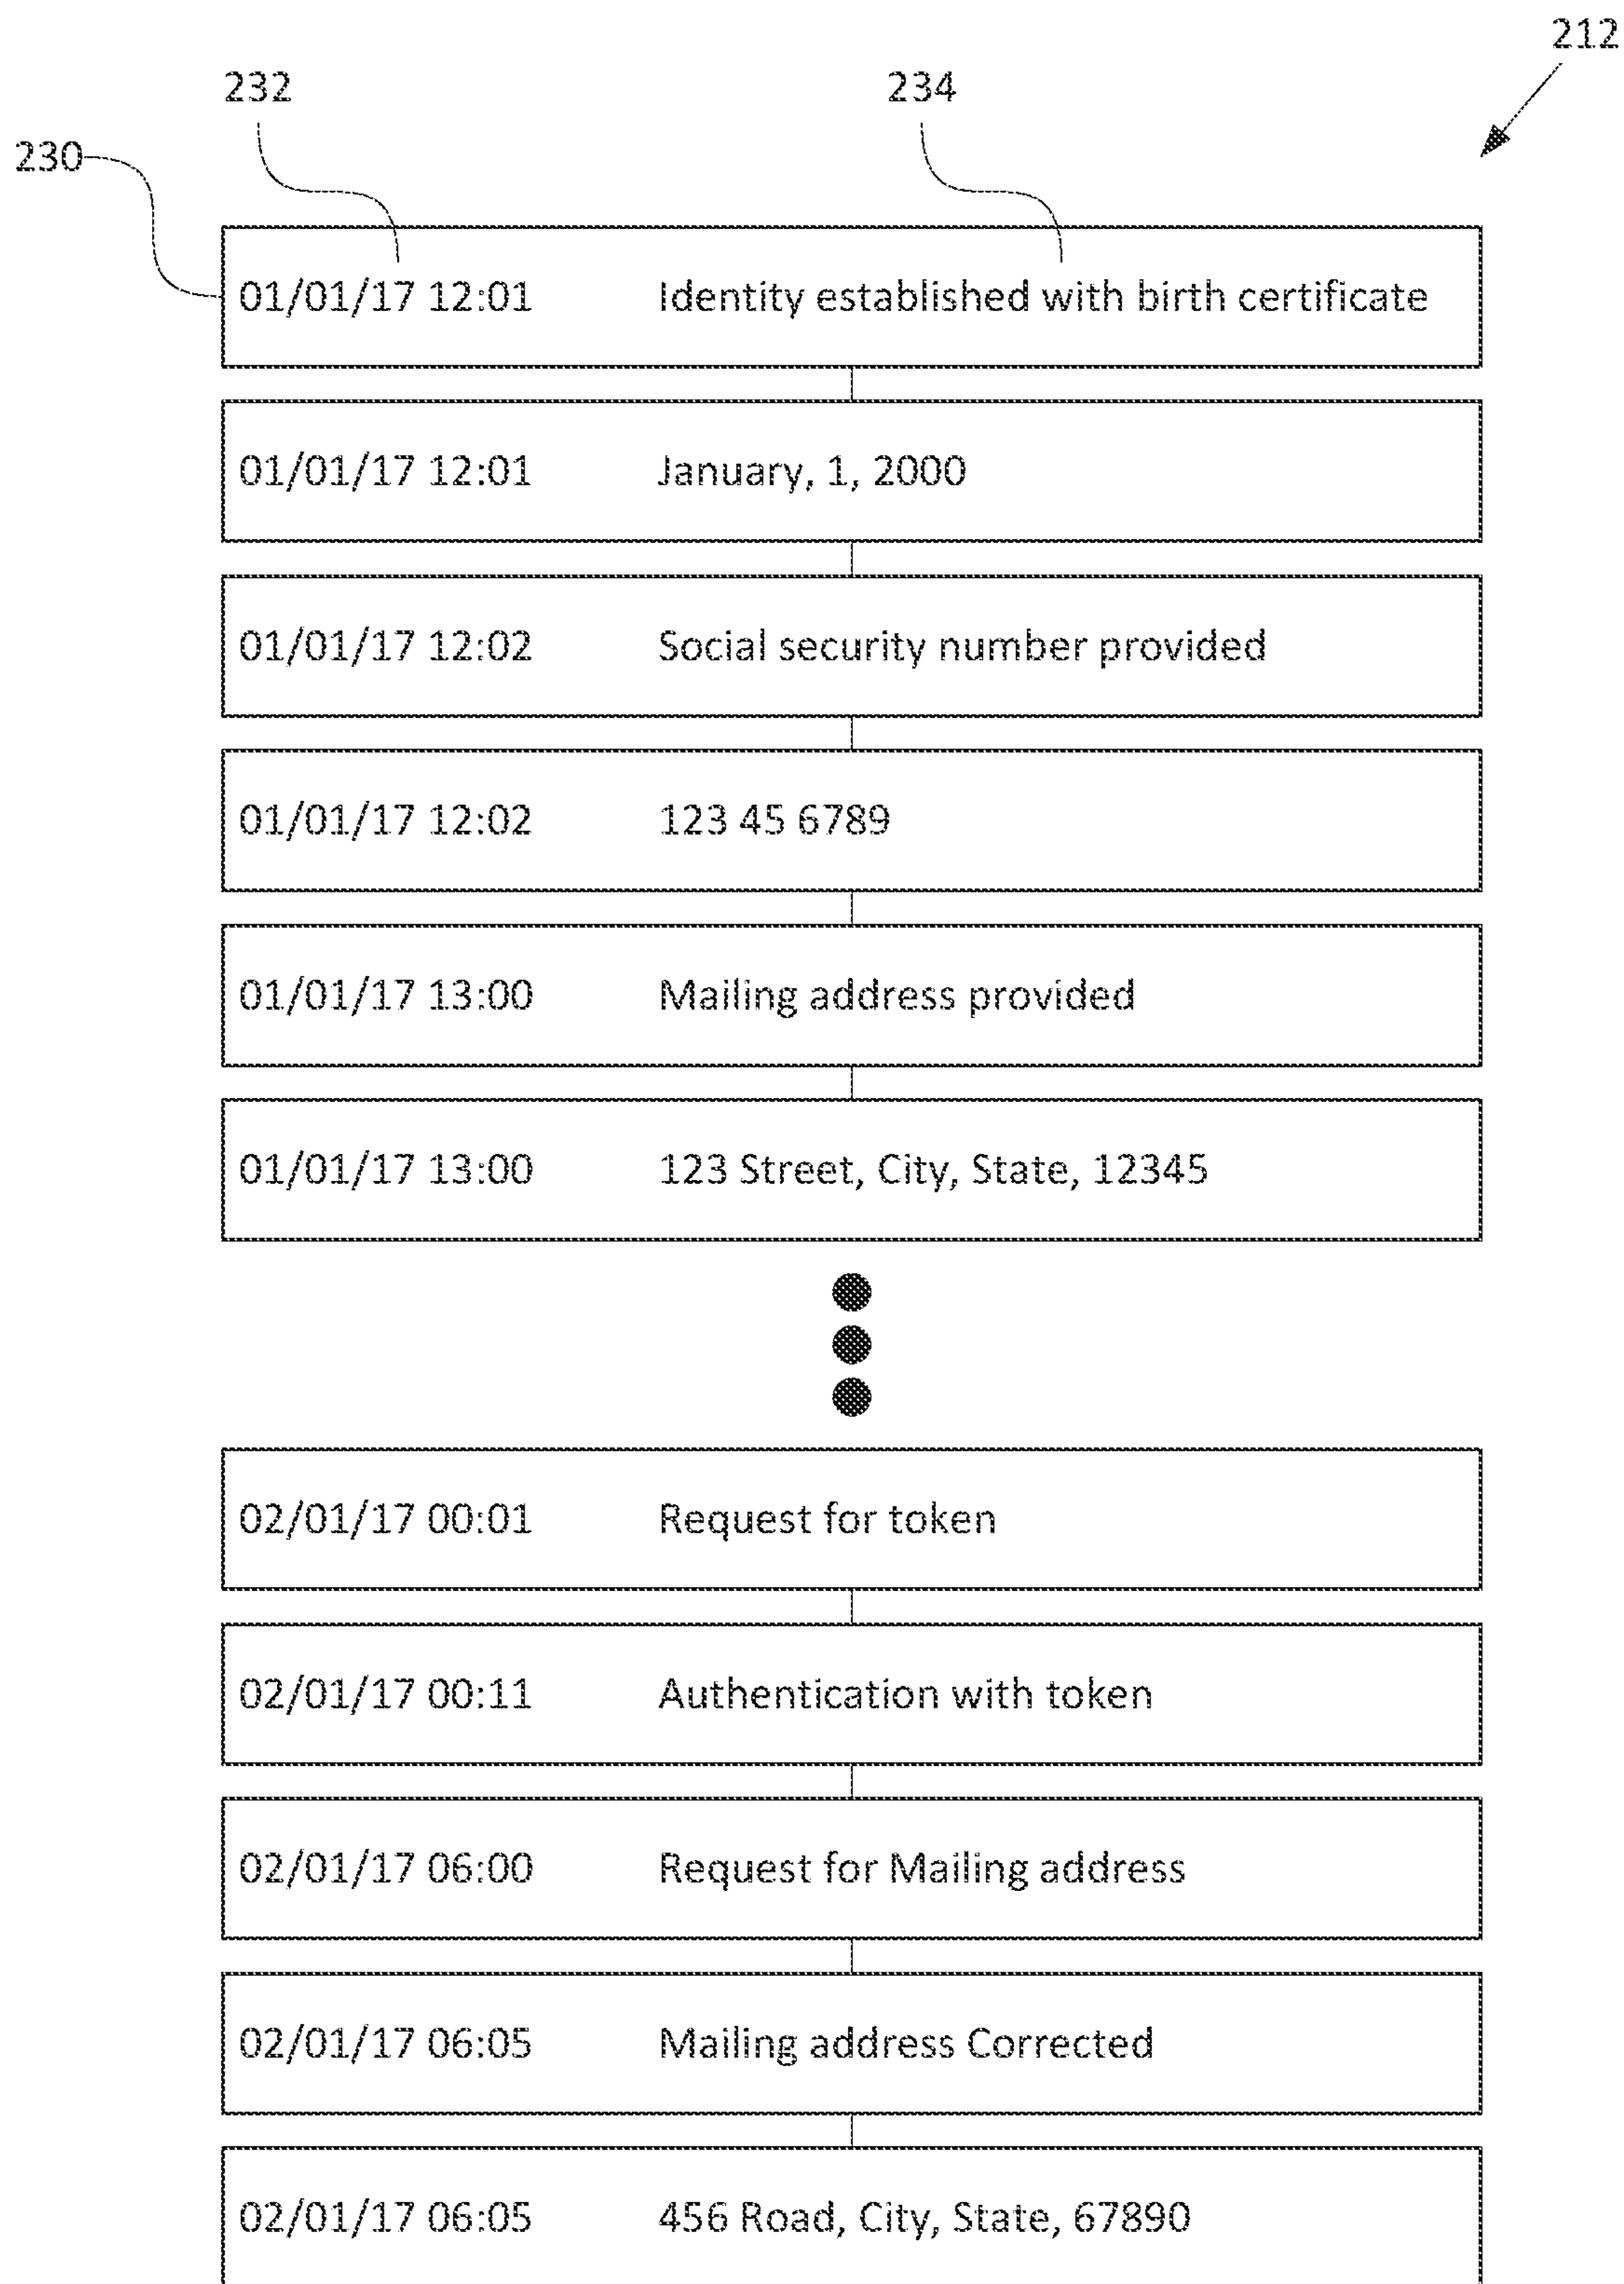 212
232 234
230
01/01/17 12:01 Identity established with birth certificate
01/01/17 12:01 January, 1, 2000
01/01/17 12:02 Social security number provided
01/01/17 12:02 123 45 6789
01/01/17 13:00 Mailing address provided
01/01/17 13:00 123 Street, City, State, 12345
02/01/17 00:01 Request for token
02/01/17 00:11 Authentication with token
02/01/17 06:00 Request for Mailing address
02/01/17 06:05 Mailing address Corrected
02/01/17 06:05 456 Road, City, State, 67890